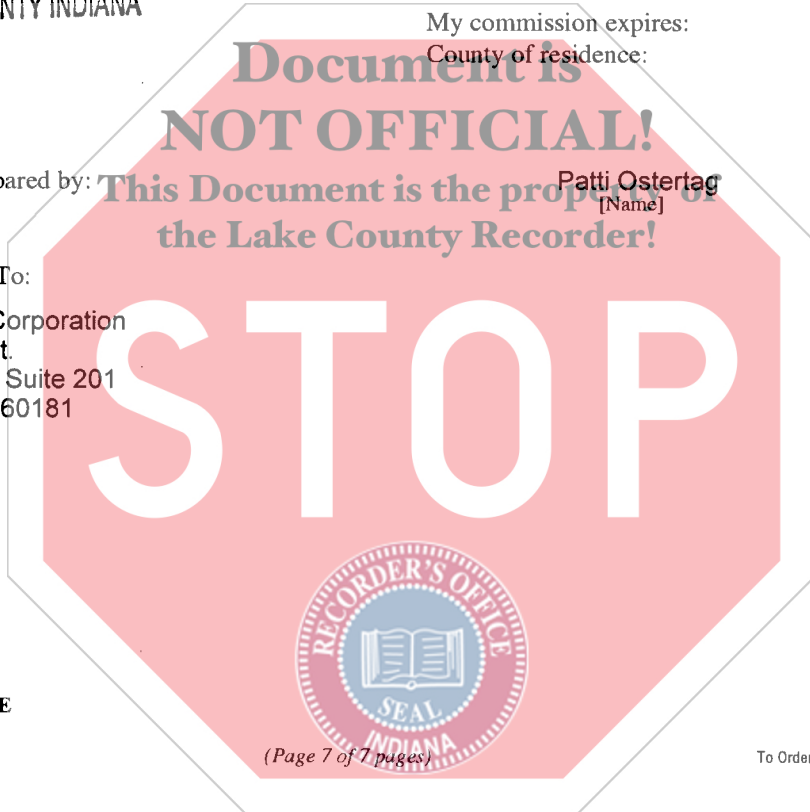 NTY INDIANA
My commission expires:
County of residence:
Document is
NOT OFFICIAL!
pared by:
Patti Ostertag
[Name]
This Document is the property of
the Lake County Recorder!
To:
Corporation
t.
Suite 201
60181
STOP
RECORDER'S OFFICE
SEAL
INDIANA
E
(Page 7 of 7 pages)
To Order